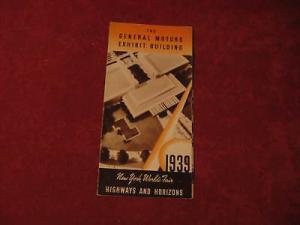 THE
GENERAL MOTORS
EXHIBIT BUILDING
1939
New York World's Fair
HIGHWAYS AND HORIZONS